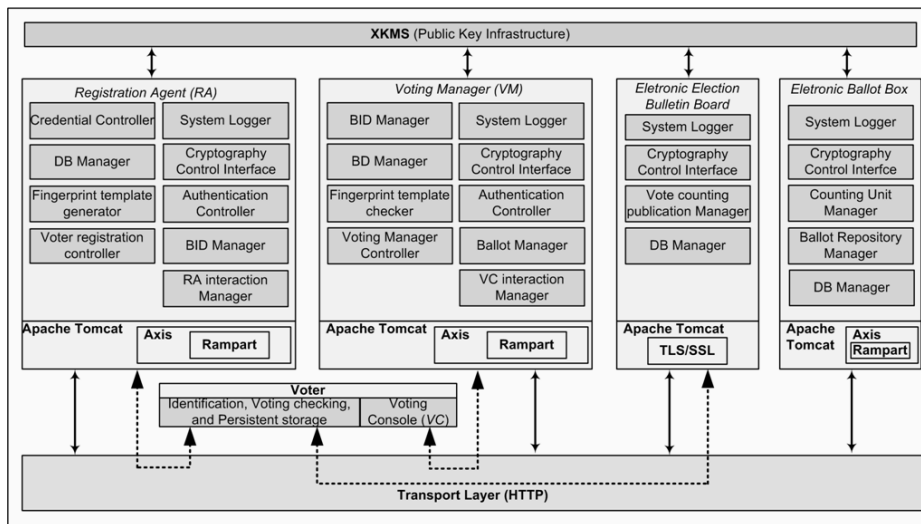 XKMS (Public Key Infrastructure)
Registration Agent (RA)
Credential Controller
DB Manager
Fingerprint template
generator
Voter registration
controller
System Logger
Cryptography
Control Interface
Authentication
Controller
BID Manager
RA interaction
Manager
Apache Tomcat
Axis
Rampart
Voting Manager (VM)
BID Manager
BD Manager
Fingerprint template
checker
Voting Manager
Controller
System Logger
Cryptography
Control Interface
Authentication
Controller
Ballot Manager
VC interaction
Manager
Apache Tomcat
Axis
Rampart
Eletronic Election
Bulletin Board
System Logger
Cryptography
Control Interface
Vote counting
publication Manager
DB Manager
Apache Tomcat
TLS/SSL
Eletronic Ballot Box
System Logger
Cryptography
Control Interfce
Counting Unit
Manager
Ballot Repository
Manager
DB Manager
Apache
Tomcat
Axis
Rampart
Voter
Identification, Voting checking,
and Persistent storage
Voting
Console (VC)
Transport Layer (HTTP)